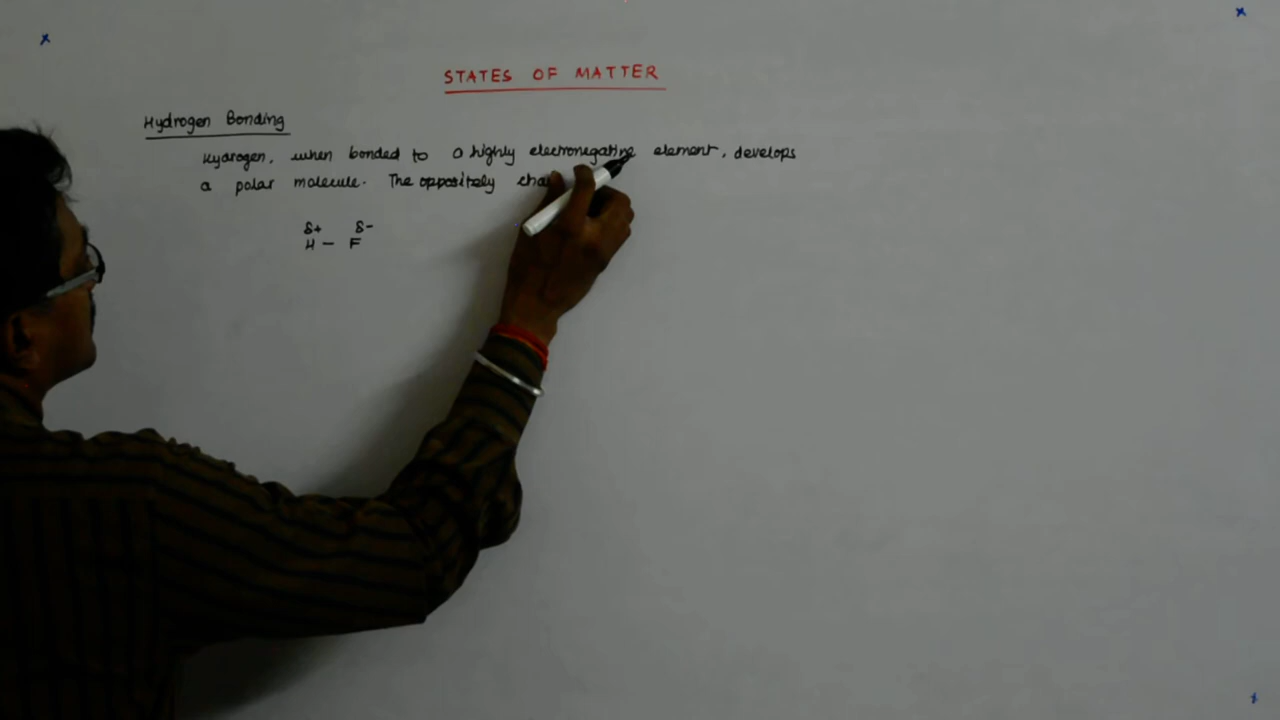 STATES OF MATTER
Hydrogen Bonding
Hydrogen, when bonded to a highly electronegative element, develops
a polar molecule. The oppositely cha
δ+ δ-
H – F